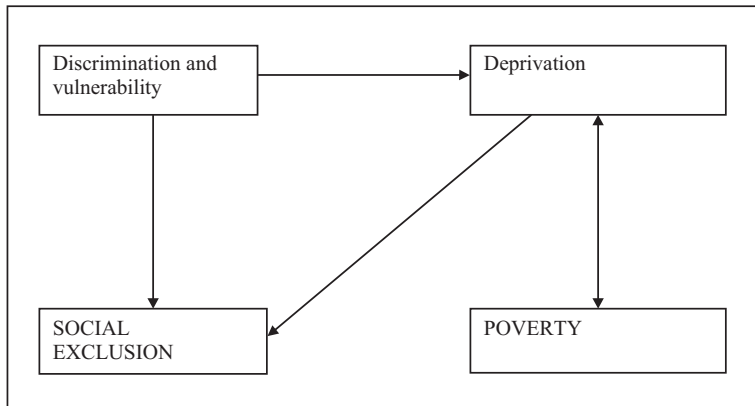 Discrimination and
vulnerability
Deprivation
SOCIAL
EXCLUSION
POVERTY